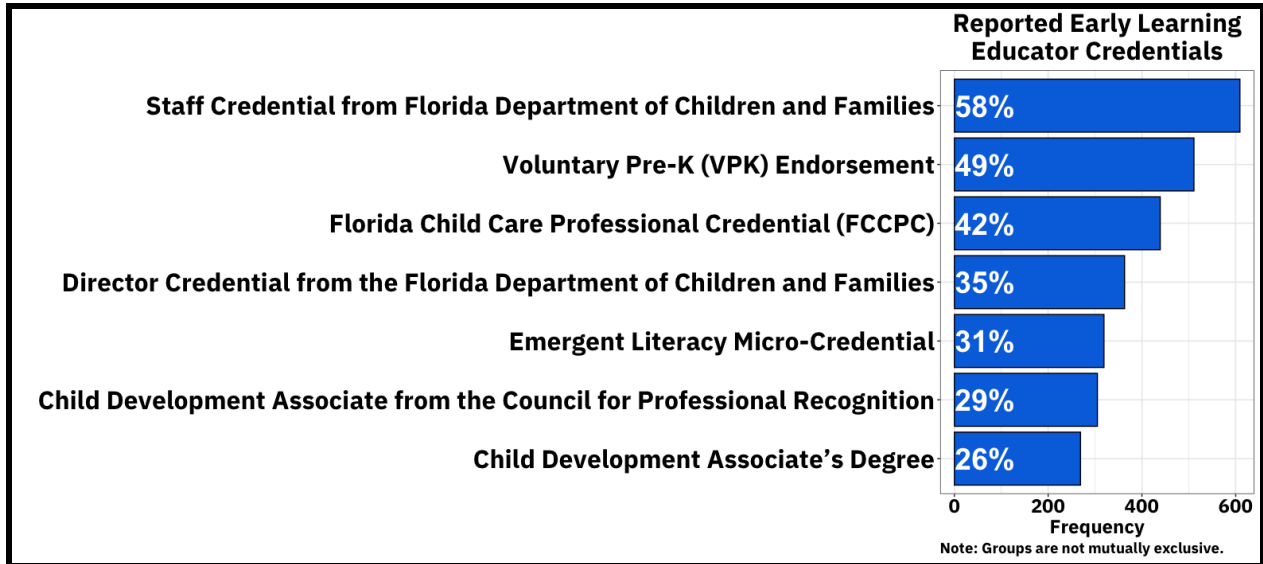 Reported Early Learning
Educator Credentials
Staff Credential from Florida Department of Children and Families 58%
Voluntary Pre-K (VPK) Endorsement 49%
Florida Child Care Professional Credential (FCCPC) 42%
Director Credential from the Florida Department of Children and Families 35%
Emergent Literacy Micro-Credential 31%
Child Development Associate from the Council for Professional Recognition 29%
Child Development Associate’s Degree 26%
0 200 400 600
Frequency
Note: Groups are not mutually exclusive.